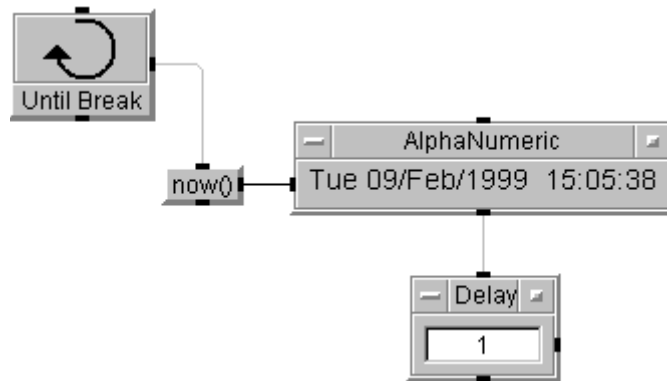 Until Break
now()
AlphaNumeric
Tue 09/Feb/1999 15:05:38
Delay
1